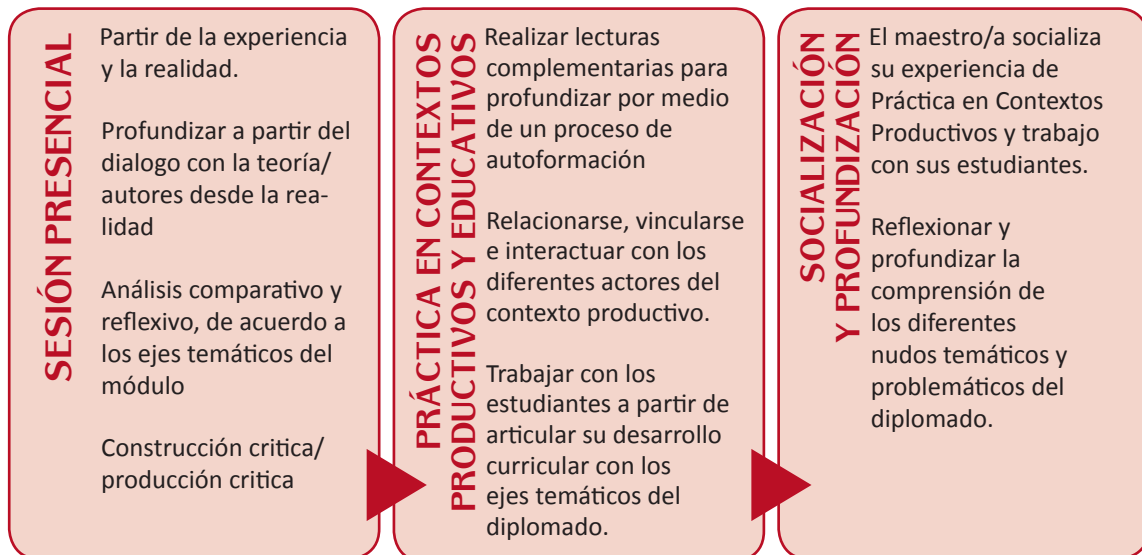 SESIÓN PRESENCIAL
Partir de la experiencia
y la realidad.
Profundizar a partir del
dialogo con la teoría/
autores desde la rea-
lidad
Análisis comparativo y
reflexivo, de acuerdo a
los ejes temáticos del
módulo
Construcción critica/
producción critica
PRÁCTICA EN CONTEXTOS
PRODUCTIVOS Y EDUCATIVOS
Realizar lecturas
complementarias para
profundizar por medio
de un proceso de
autoformación
Relacionarse, vincularse
e interactuar con los
diferentes actores del
contexto productivo.
Trabajar con los
estudiantes a partir de
articular su desarrollo
curricular con los
ejes temáticos del
diplomado.
SOCIALIZACIÓN
Y PROFUNDIZACIÓN
El maestro/a socializa
su experiencia de
Práctica en Contextos
Productivos y trabajo
con sus estudiantes.
Reflexionar y
profundizar la
comprensión de
los diferentes
nudos temáticos y
problemáticos del
diplomado.